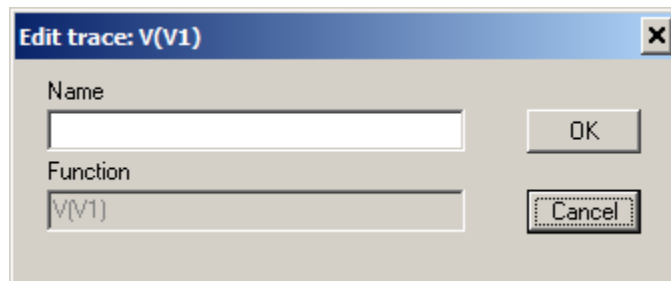 Edit trace: V(V1)
Name
OK
Function
V(V1)
Cancel